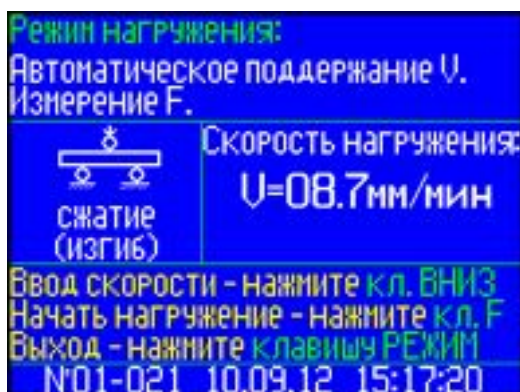 Режим нагружения:
Автоматическое поддержание V.
Измерение F.
Скорость нагружения:
V=08.7мм/мин
сжатие
(изгиб)
Ввод скорости - нажмите кл. ВНИЗ
Начать нагружение - нажмите кл. F
Выход - нажмите клавишу РЕЖИМ
№01-021 10.09.12 15:17:20